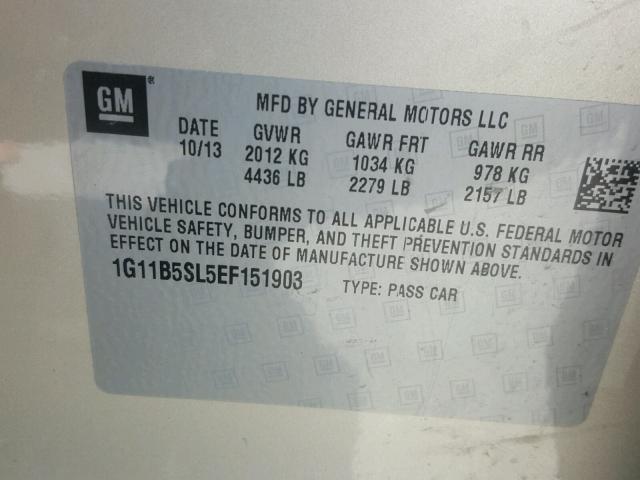 GM ®
MFD BY GENERAL MOTORS LLC
DATE GVWR GAWR FRT GAWR RR
10/13 2012 KG 1034 KG 978 KG
4436 LB 2279 LB 2157 LB
THIS VEHICLE CONFORMS TO ALL APPLICABLE U.S. FEDERAL MOTOR
VEHICLE SAFETY, BUMPER, AND THEFT PREVENTION STANDARDS IN
EFFECT ON THE DATE OF MANUFACTURE SHOWN ABOVE.
1G11B5SL5EF151903 TYPE: PASS CAR